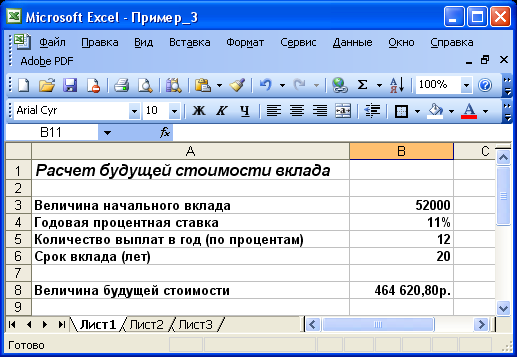 Microsoft Excel - Пример_3
Файл Правка Вид Вставка Формат Сервис Данные Окно Справка
Adobe PDF
100%
Arial Cyr 10 Ж К Ч
B11 fx
A B C
1 Расчет будущей стоимости вклада
2
3 Величина начального вклада 52000
4 Годовая процентная ставка 11%
5 Количество выплат в год (по процентам) 12
6 Срок вклада (лет) 20
7
8 Величина будущей стоимости 464 620,80р.
9
Лист1 Лист2 Лист3
Готово